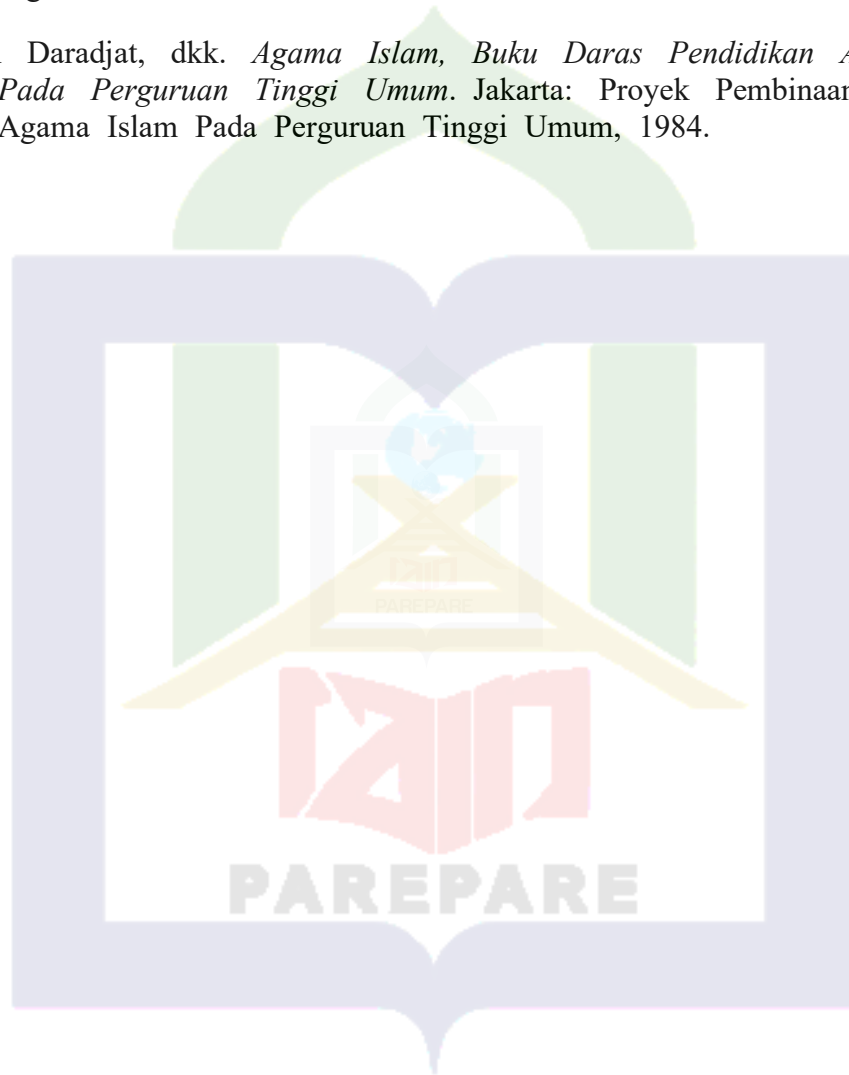 Daradjat, dkk. Agama Islam, Buku Daras Pendidikan A
Pada Perguruan Tinggi Umum. Jakarta: Proyek Pembinaan
Agama Islam Pada Perguruan Tinggi Umum, 1984.
PAREPARE
iain
PAREPARE